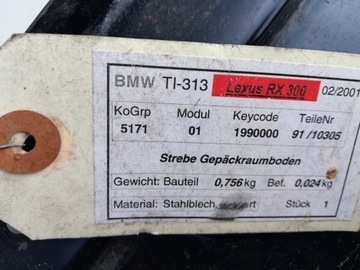 BMW TI-313 Lexus RX 300 02/2001
KoGrp Modul Keycode TeileNr
5171 01 1990000 91/10305
Strebe Gepäckraumboden
Gewicht: Bauteil 0,756 kg Bef. 0,024 kg
Material: Stahlblech Stück 1